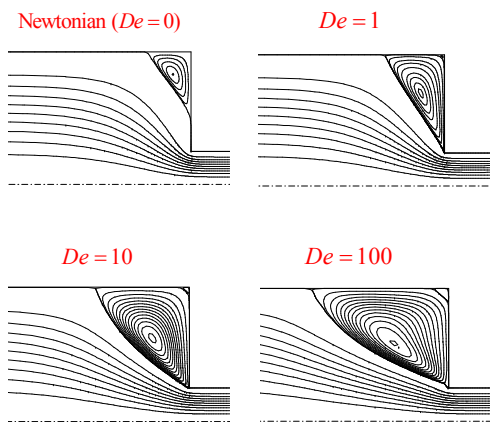 Newtonian (De = 0)
De = 1
De = 10
De = 100